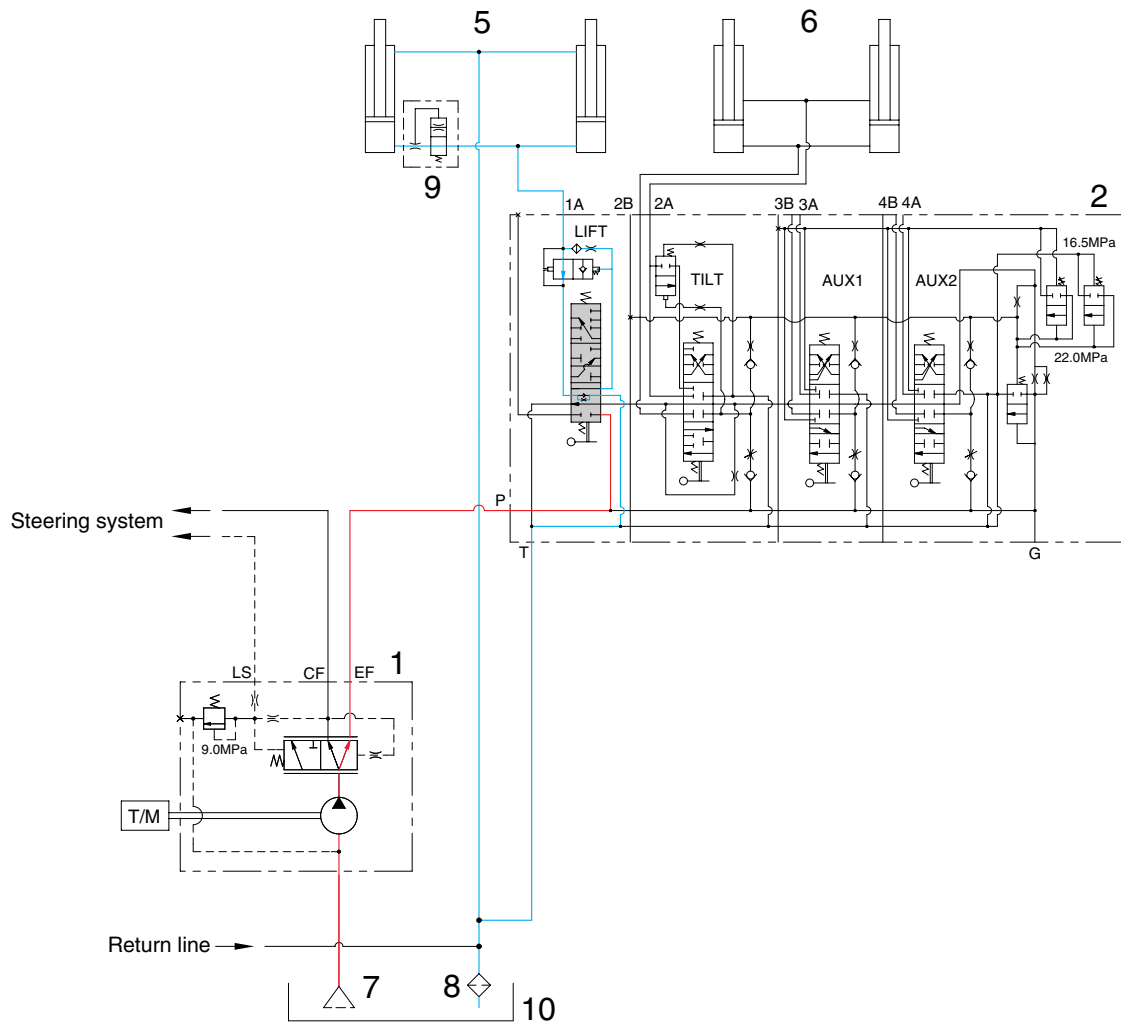 5
6
9
1A
2B
2A
3B
3A
4B
4A
2
LIFT
16.5MPa
TILT
AUX1
AUX2
22.0MPa
P
Steering system
T
G
LS
CF
EF
1
9.0MPa
T/M
Return line
7
8
10